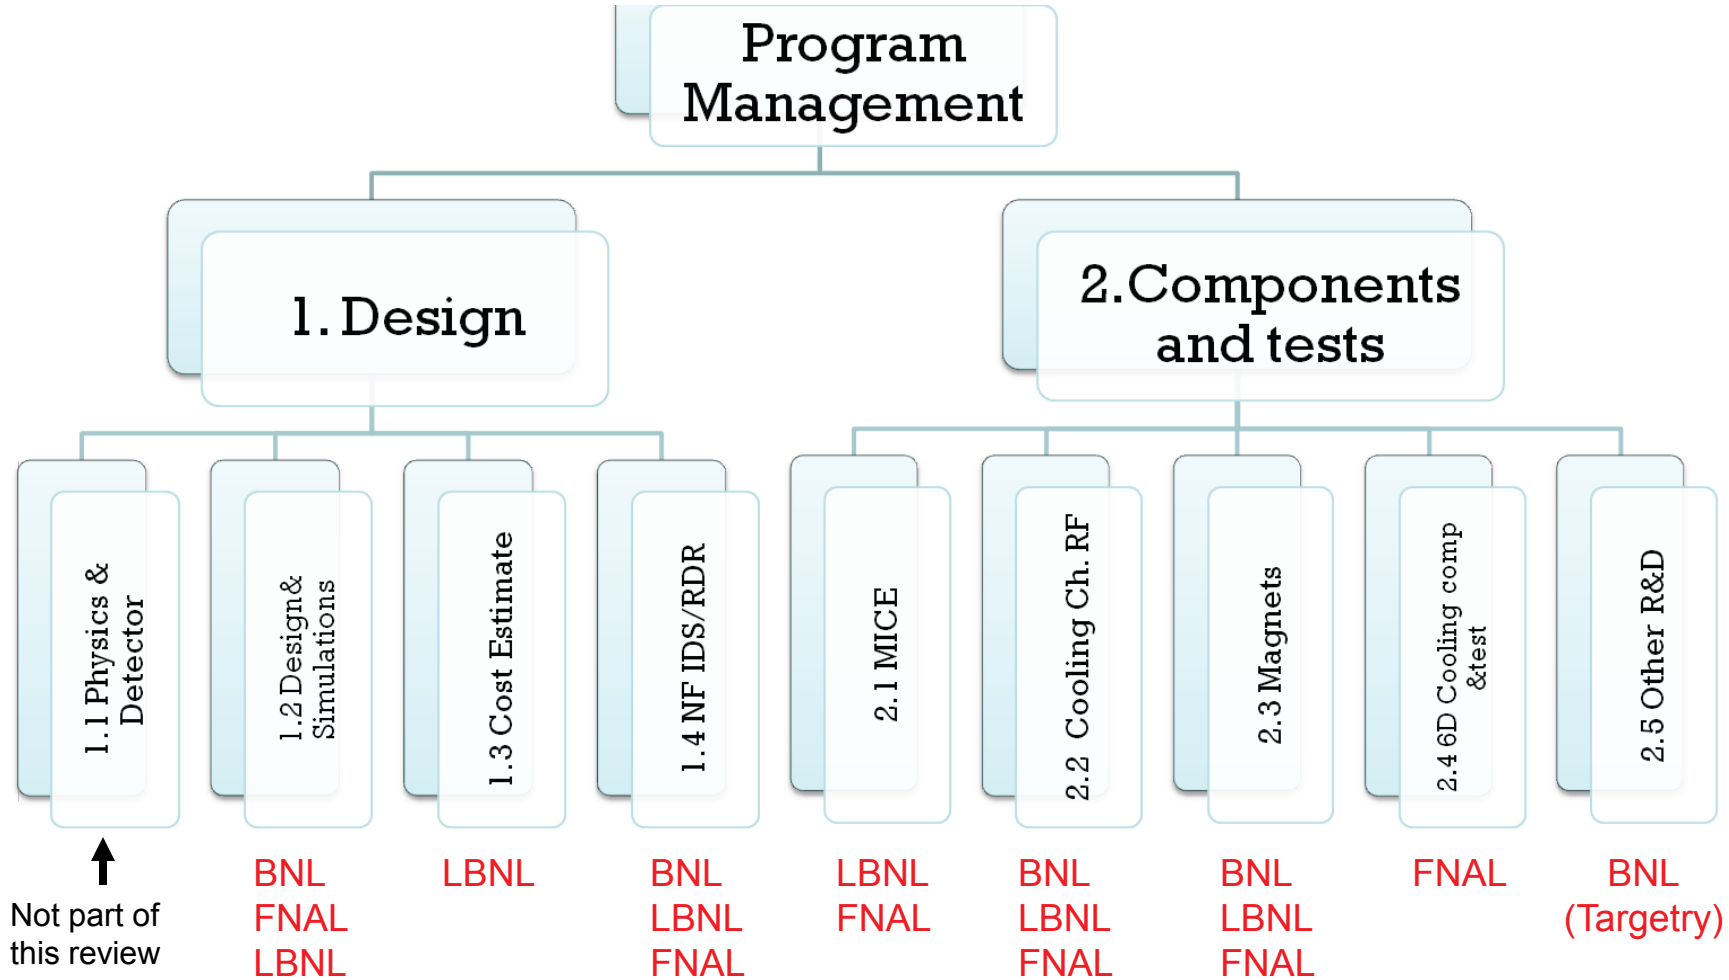 Program
Management
1. Design
2.Components
and tests
1.1 Physics &
Detector
1.2 Design&
Simulations
1.3 Cost Estimate
1.4 NF IDS/RDR
2.1 MICE
2.2 Cooling Ch. RF
2.3 Magnets
2.4 6D Cooling comp
&test
2.5 Other R&D
Not part of
this review
BNL
FNAL
LBNL
LBNL
BNL
LBNL
FNAL
LBNL
FNAL
BNL
LBNL
FNAL
BNL
LBNL
FNAL
FNAL
BNL
(Targetry)